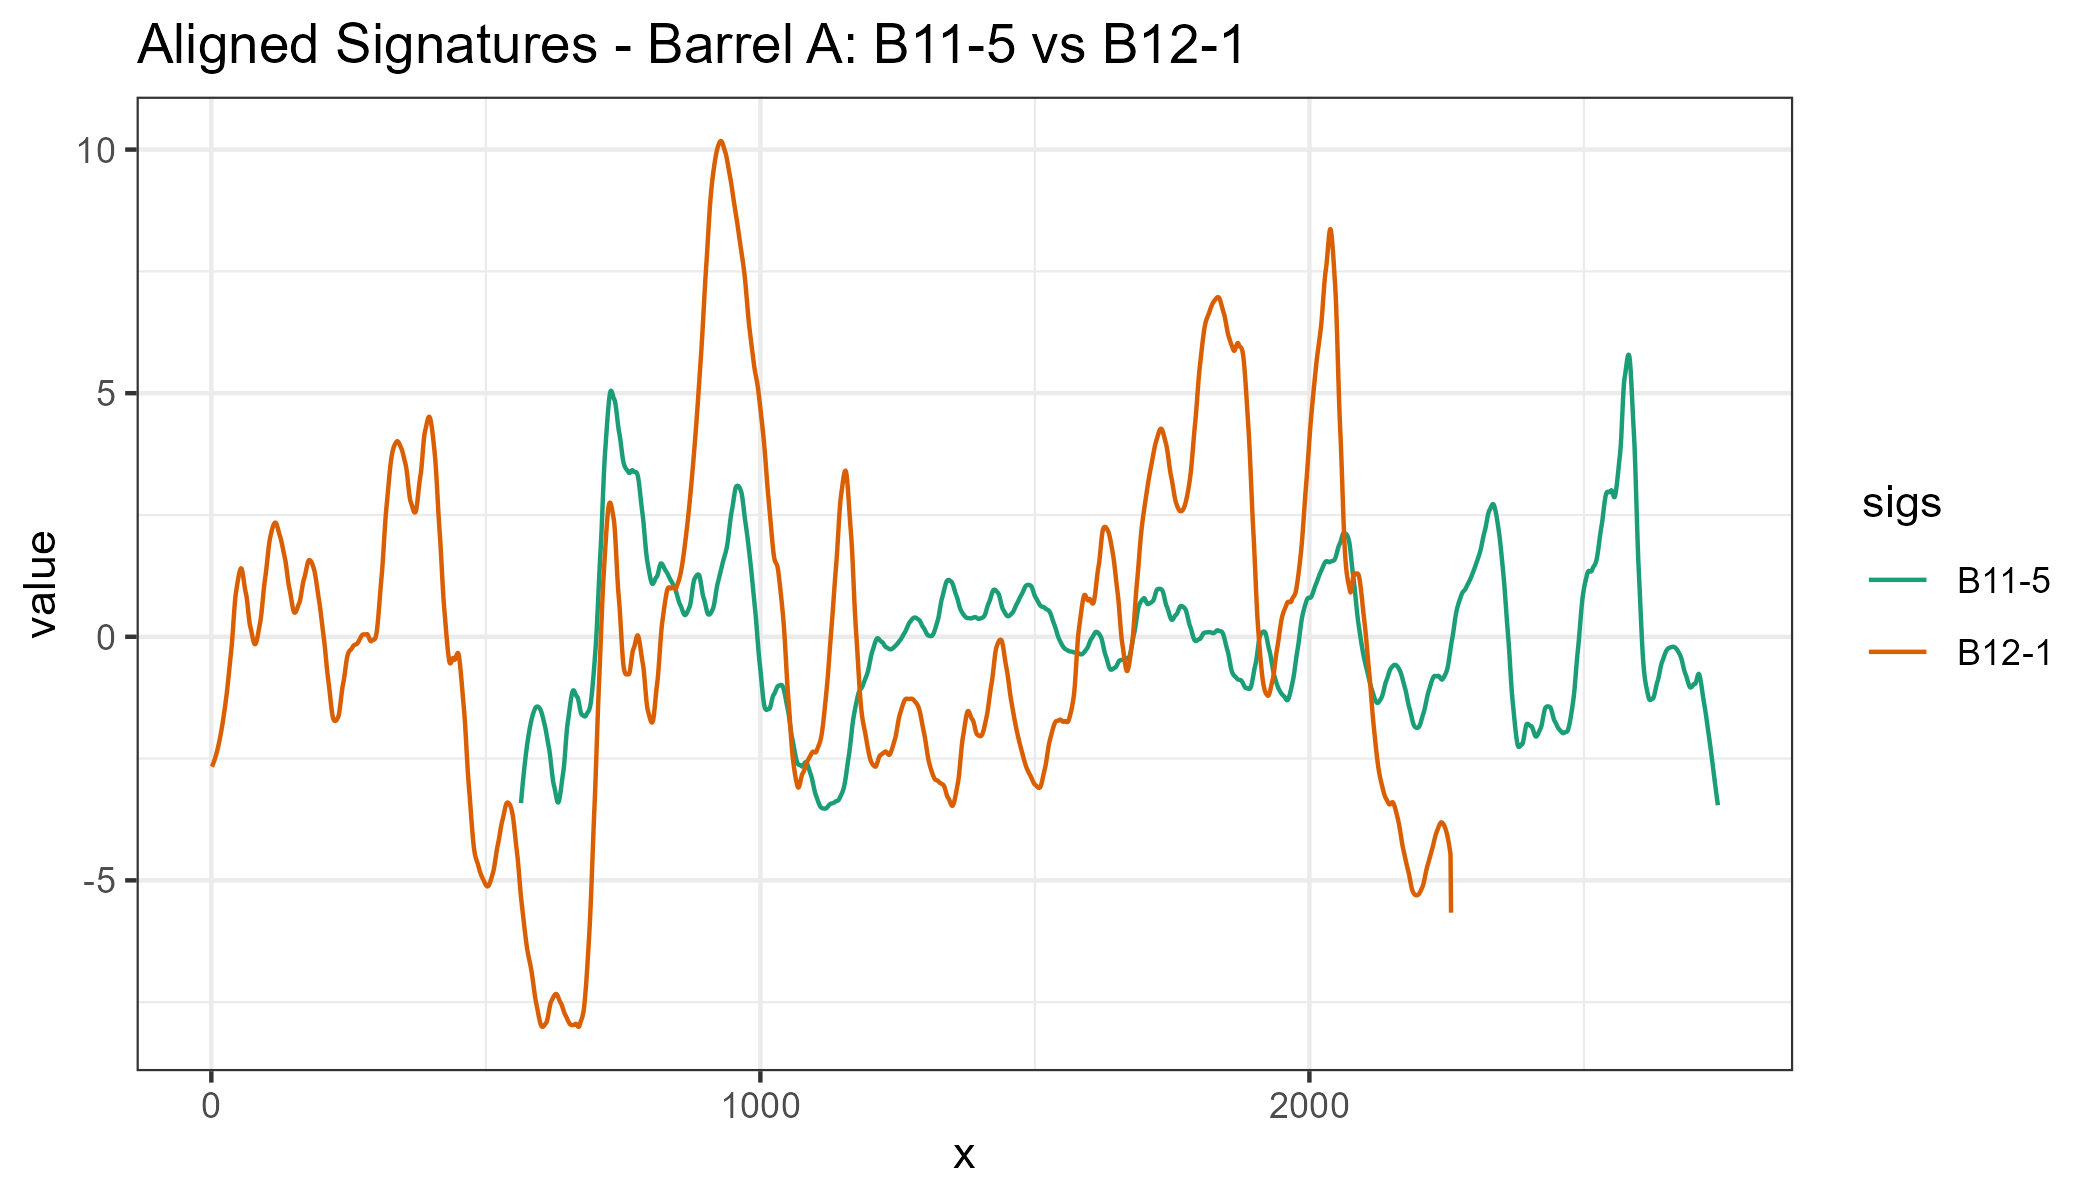 Aligned Signatures - Barrel A: B11-5 vs B12-1
value
10
5
0
-5
0 1000 2000
x
sigs
B11-5
B12-1